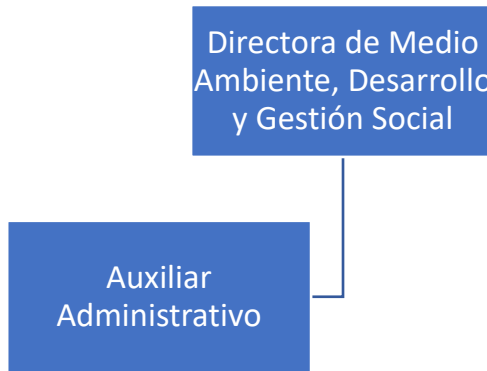 Directora de Medio
Ambiente, Desarrollo
y Gestión Social
Auxiliar
Administrativo